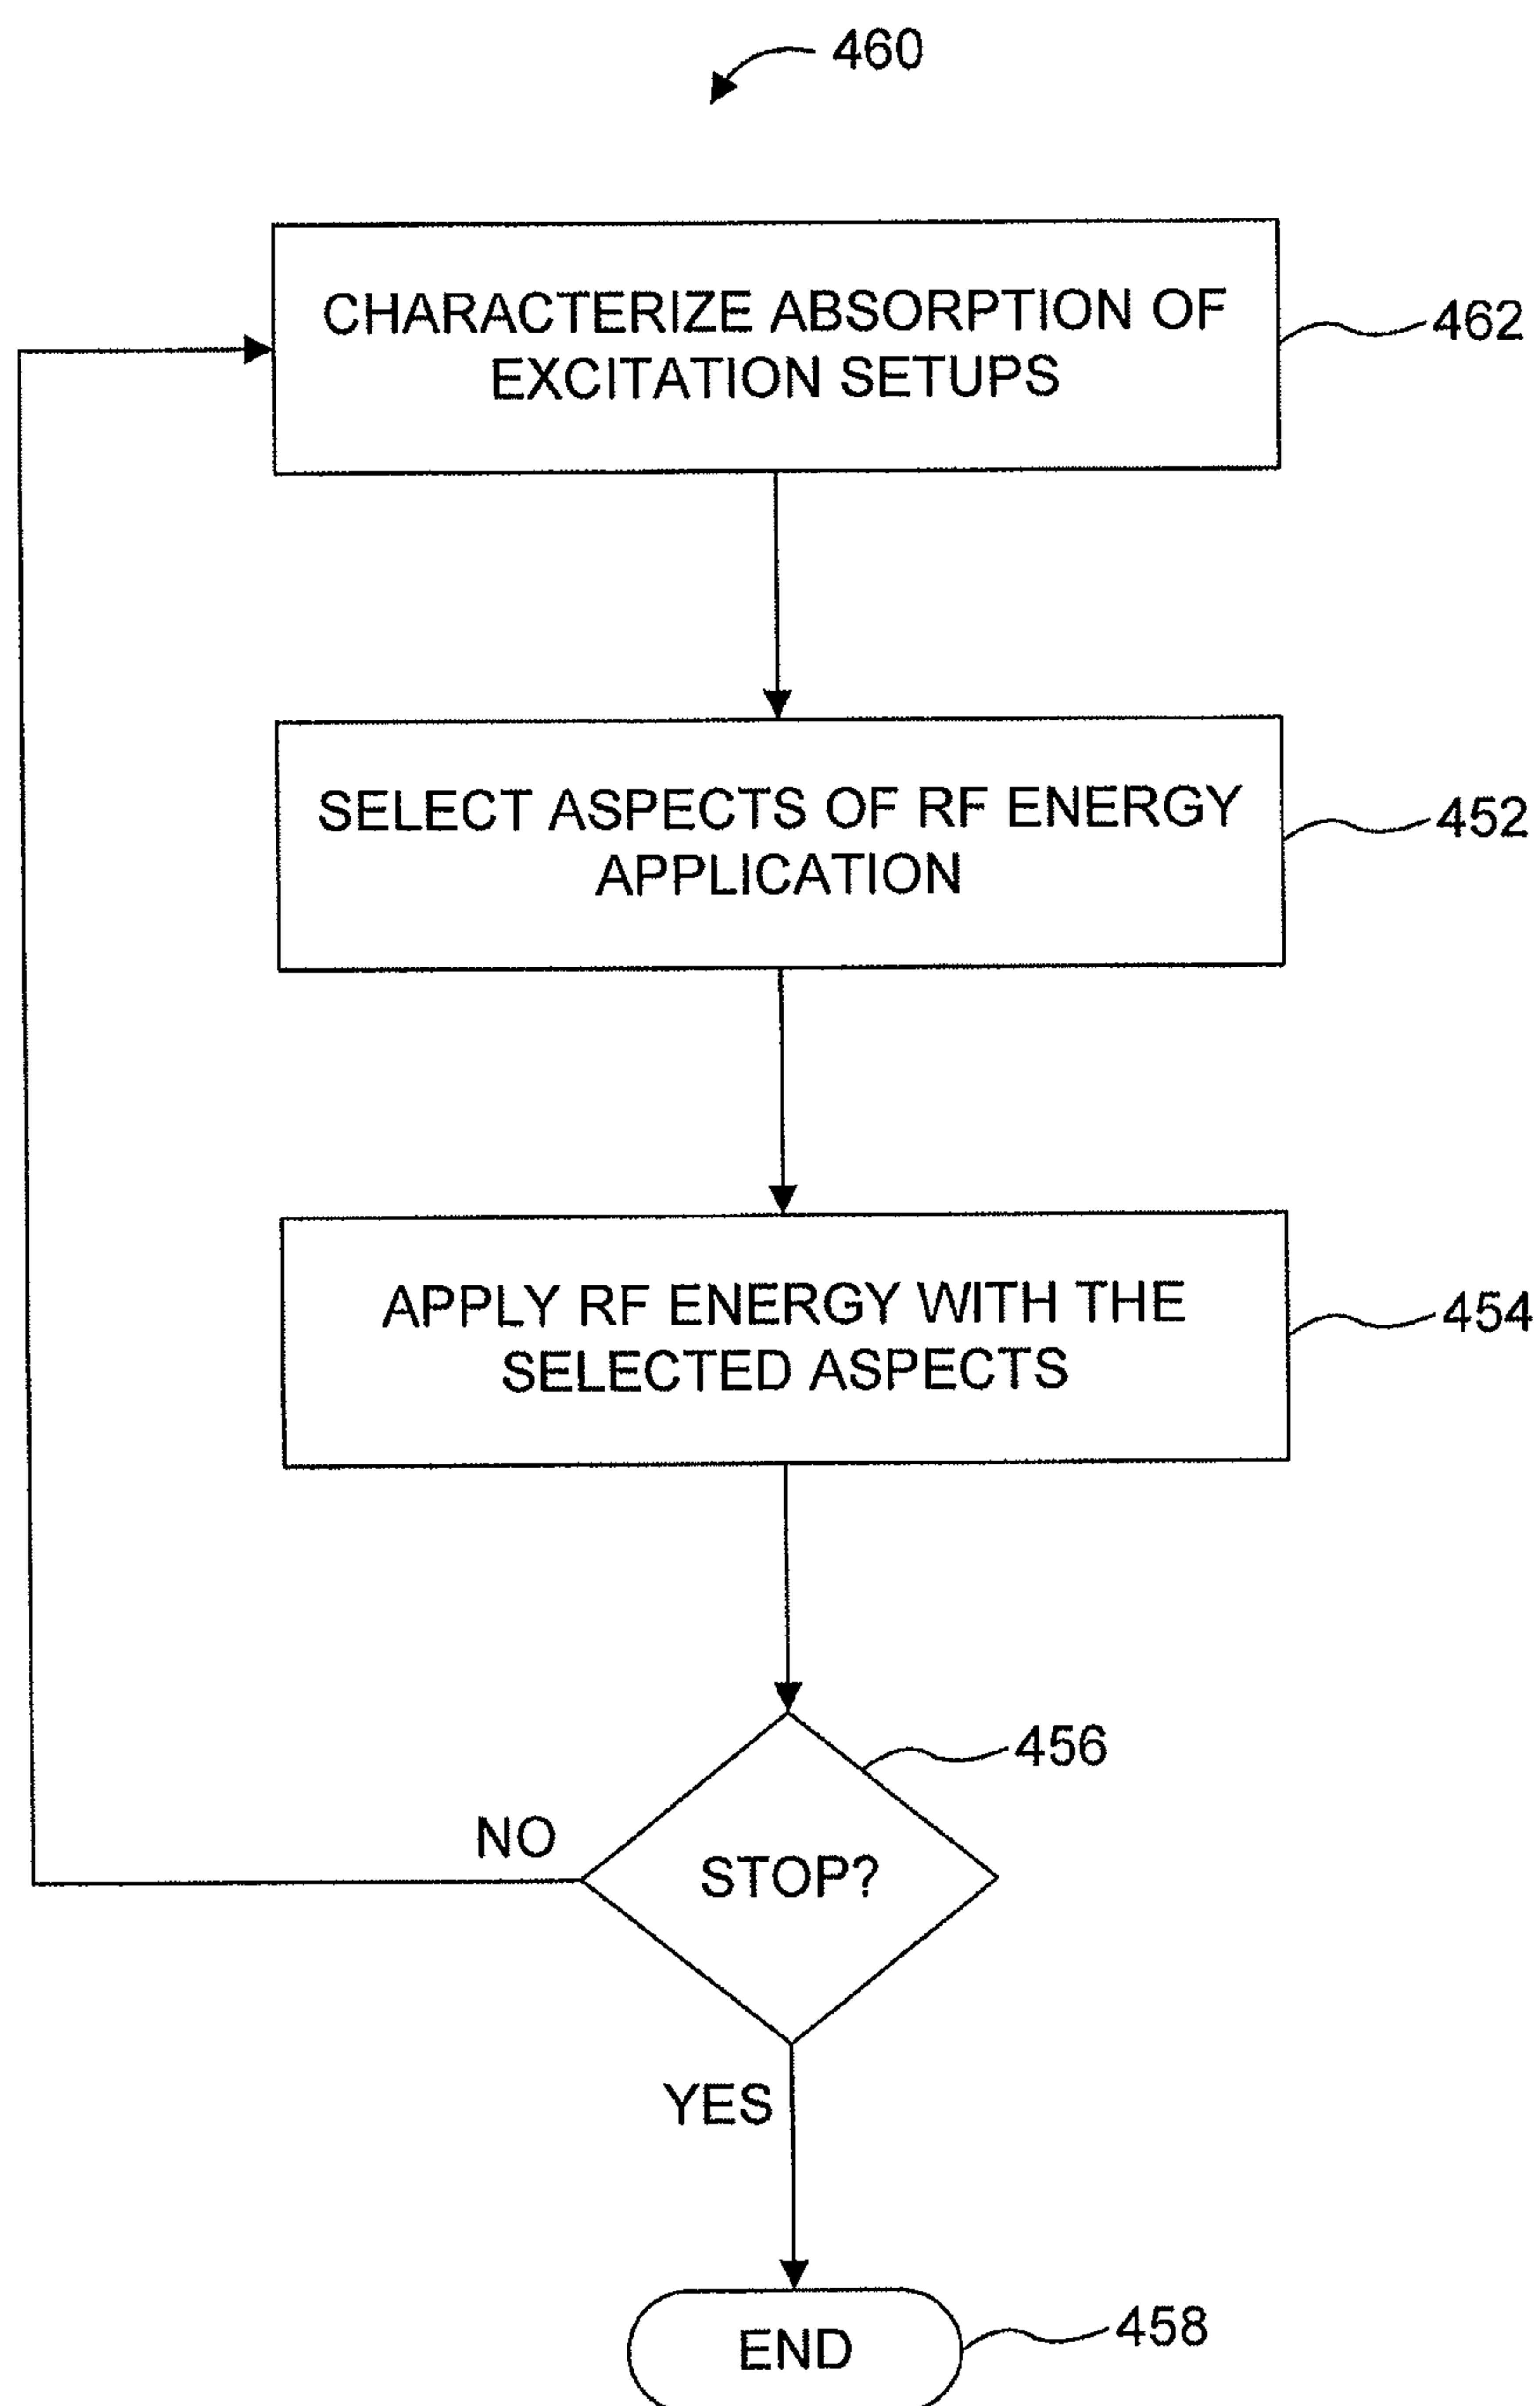 460
CHARACTERIZE ABSORPTION OF
EXCITATION SETUPS
462
SELECT ASPECTS OF RF ENERGY
APPLICATION
452
APPLY RF ENERGY WITH THE
SELECTED ASPECTS
454
456
NO
STOP?
YES
END
458